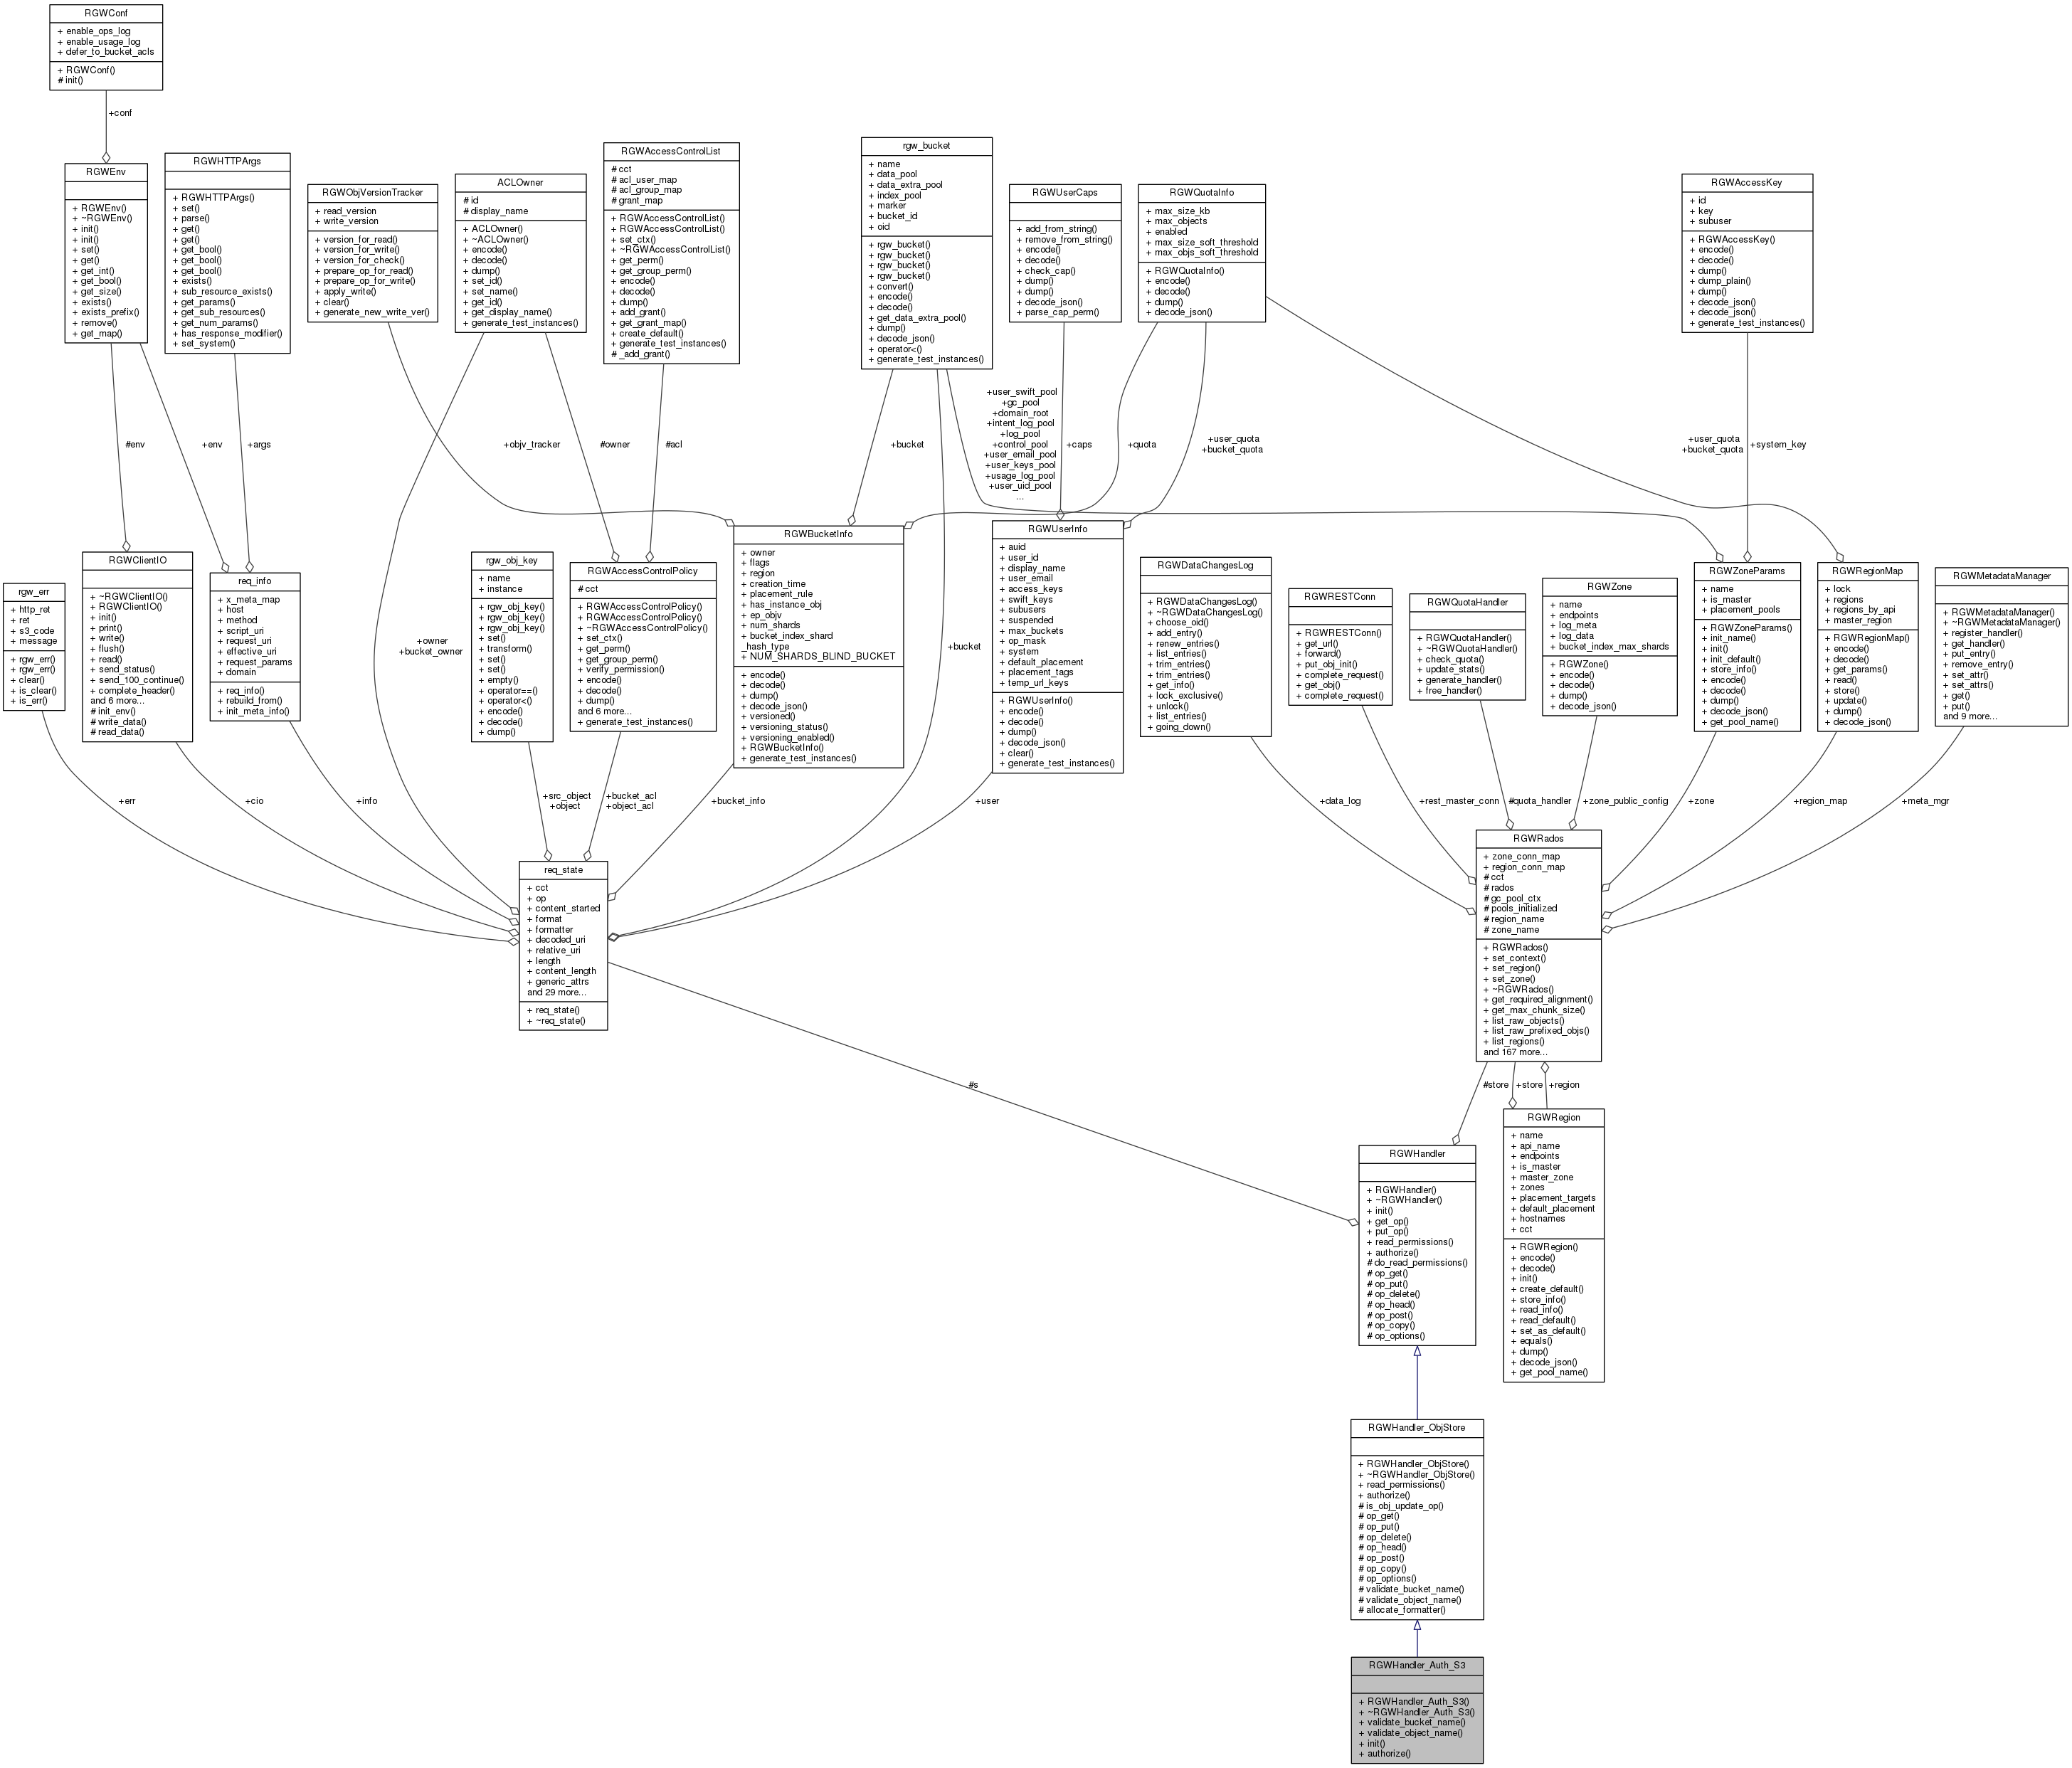 RGWConf
+ enable_ops_log
+ enable_usage_log
+ defer_to_bucket_acls
+ RGWConf()
# init()
+conf
RGWEnv
+ RGWEnv()
+ ~RGWEnv()
+ init()
+ init()
+ set()
+ get()
+ get_int()
+ get_bool()
+ get_size()
+ exists()
+ exists_prefix()
+ remove()
+ get_map()
RGWHTTPArgs
+ RGWHTTPArgs()
+ set()
+ parse()
+ get()
+ get()
+ get_bool()
+ get_bool()
+ get_bool()
+ exists()
+ sub_resource_exists()
+ get_params()
+ get_sub_resources()
+ get_num_params()
+ has_response_modifier()
+ set_system()
RGWObjVersionTracker
+ read_version
+ write_version
+ version_for_read()
+ version_for_write()
+ version_for_check()
+ prepare_op_for_read()
+ prepare_op_for_write()
+ apply_write()
+ clear()
+ generate_new_write_ver()
ACLOwner
# id
# display_name
+ ACLOwner()
+ ~ACLOwner()
+ encode()
+ decode()
+ dump()
+ set_id()
+ set_name()
+ get_id()
+ get_display_name()
+ generate_test_instances()
RGWAccessControlList
# cct
# acl_user_map
# acl_group_map
# grant_map
+ RGWAccessControlList()
+ RGWAccessControlList()
+ set_ctx()
+ ~RGWAccessControlList()
+ get_perm()
+ get_group_perm()
+ encode()
+ decode()
+ dump()
+ add_grant()
+ get_grant_map()
+ create_default()
+ generate_test_instances()
# _add_grant()
rgw_bucket
+ name
+ data_pool
+ data_extra_pool
+ index_pool
+ marker
+ bucket_id
+ oid
+ rgw_bucket()
+ rgw_bucket()
+ rgw_bucket()
+ rgw_bucket()
+ convert()
+ encode()
+ decode()
+ get_data_extra_pool()
+ dump()
+ decode_json()
+ operator<()
+ generate_test_instances()
RGWUserCaps
+ add_from_string()
+ remove_from_string()
+ encode()
+ decode()
+ check_cap()
+ dump()
+ dump()
+ decode_json()
+ parse_cap_perm()
RGWQuotaInfo
+ max_size_kb
+ max_objects
+ enabled
+ max_size_soft_threshold
+ max_objs_soft_threshold
+ RGWQuotaInfo()
+ encode()
+ decode()
+ dump()
+ decode_json()
RGWAccessKey
+ id
+ key
+ subuser
+ RGWAccessKey()
+ encode()
+ decode()
+ dump()
+ dump_plain()
+ dump()
+ decode_json()
+ decode_json()
+ generate_test_instances()
#env
+env
+args
+objv_tracker
#owner
#acl
+bucket
+user_swift_pool
+gc_pool
+domain_root
+intent_log_pool
+log_pool
+control_pool
+user_email_pool
+user_keys_pool
+usage_log_pool
+user_uid_pool
...
+caps
+quota
+user_quota
+bucket_quota
+user_quota
+bucket_quota
+system_key
rgw_err
+ http_ret
+ ret
+ s3_code
+ message
+ rgw_err()
+ rgw_err()
+ clear()
+ is_clear()
+ is_err()
RGWClientIO
+ ~RGWClientIO()
+ RGWClientIO()
+ init()
+ print()
+ write()
+ flush()
+ read()
+ send_status()
+ send_100_continue()
+ complete_header()
and 6 more...
# init_env()
# write_data()
# read_data()
req_info
+ x_meta_map
+ host
+ method
+ script_uri
+ request_uri
+ effective_uri
+ request_params
+ domain
+ req_info()
+ rebuild_from()
+ init_meta_info()
+owner
+bucket_owner
rgw_obj_key
+ name
+ instance
+ rgw_obj_key()
+ rgw_obj_key()
+ rgw_obj_key()
+ set()
+ transform()
+ set()
+ set()
+ empty()
+ operator==()
+ operator<()
+ encode()
+ decode()
+ dump()
RGWAccessControlPolicy
# cct
+ RGWAccessControlPolicy()
+ RGWAccessControlPolicy()
+ ~RGWAccessControlPolicy()
+ set_ctx()
+ get_perm()
+ get_group_perm()
+ verify_permission()
+ encode()
+ decode()
+ dump()
and 6 more...
+ generate_test_instances()
RGWBucketInfo
+ owner
+ flags
+ region
+ creation_time
+ placement_rule
+ has_instance_obj
+ ep_objv
+ num_shards
+ bucket_index_shard
_hash_type
+ NUM_SHARDS_BLIND_BUCKET
+ encode()
+ decode()
+ dump()
+ decode_json()
+ versioned()
+ versioning_status()
+ versioning_enabled()
+ RGWBucketInfo()
+ generate_test_instances()
+bucket
RGWUserInfo
+ auid
+ user_id
+ display_name
+ user_email
+ access_keys
+ swift_keys
+ subusers
+ suspended
+ max_buckets
+ op_mask
+ system
+ default_placement
+ placement_tags
+ temp_url_keys
+ RGWUserInfo()
+ encode()
+ decode()
+ dump()
+ decode_json()
+ clear()
+ generate_test_instances()
RGWDataChangesLog
+ RGWDataChangesLog()
+ ~RGWDataChangesLog()
+ choose_oid()
+ add_entry()
+ renew_entries()
+ list_entries()
+ trim_entries()
+ trim_entries()
+ get_info()
+ lock_exclusive()
+ unlock()
+ list_entries()
+ going_down()
RGWRESTConn
+ RGWRESTConn()
+ get_url()
+ forward()
+ put_obj_init()
+ complete_request()
+ get_obj()
+ complete_request()
RGWQuotaHandler
+ RGWQuotaHandler()
+ ~RGWQuotaHandler()
+ check_quota()
+ update_stats()
+ generate_handler()
+ free_handler()
RGWZone
+ name
+ endpoints
+ log_meta
+ log_data
+ bucket_index_max_shards
+ RGWZone()
+ encode()
+ decode()
+ dump()
+ decode_json()
RGWZoneParams
+ name
+ is_master
+ placement_pools
+ RGWZoneParams()
+ init_name()
+ init()
+ init_default()
+ store_info()
+ encode()
+ decode()
+ dump()
+ decode_json()
+ get_pool_name()
RGWRegionMap
+ lock
+ regions
+ regions_by_api
+ master_region
+ RGWRegionMap()
+ encode()
+ decode()
+ get_params()
+ read()
+ store()
+ update()
+ dump()
+ decode_json()
RGWMetadataManager
+ RGWMetadataManager()
+ ~RGWMetadataManager()
+ register_handler()
+ get_handler()
+ put_entry()
+ remove_entry()
+ set_attr()
+ set_attrs()
+ get()
+ put()
and 9 more...
+err
+cio
+info
+src_object
+object
+bucket_acl
+object_acl
+bucket_info
+user
+data_log
+rest_master_conn
#quota_handler
+zone_public_config
+zone
+region_map
+meta_mgr
req_state
+ cct
+ op
+ content_started
+ format
+ formatter
+ decoded_uri
+ relative_uri
+ length
+ content_length
+ generic_attrs
and 29 more...
+ req_state()
+ ~req_state()
RGWRados
+ zone_conn_map
+ region_conn_map
# cct
# rados
# gc_pool_ctx
# pools_initialized
# region_name
# zone_name
+ RGWRados()
+ set_context()
+ set_region()
+ set_zone()
+ ~RGWRados()
+ get_required_alignment()
+ get_max_chunk_size()
+ list_raw_objects()
+ list_raw_prefixed_objs()
+ list_regions()
and 167 more...
#s
#store
+store
+region
RGWHandler
+ RGWHandler()
+ ~RGWHandler()
+ init()
+ get_op()
+ put_op()
+ read_permissions()
+ authorize()
# do_read_permissions()
# op_get()
# op_put()
# op_delete()
# op_head()
# op_post()
# op_copy()
# op_options()
RGWRegion
+ name
+ api_name
+ endpoints
+ is_master
+ master_zone
+ zones
+ placement_targets
+ default_placement
+ hostnames
+ cct
+ RGWRegion()
+ encode()
+ decode()
+ init()
+ create_default()
+ store_info()
+ read_info()
+ read_default()
+ set_as_default()
+ equals()
+ dump()
+ decode_json()
+ get_pool_name()
RGWHandler_ObjStore
+ RGWHandler_ObjStore()
+ ~RGWHandler_ObjStore()
+ read_permissions()
+ authorize()
# is_obj_update_op()
# op_get()
# op_put()
# op_delete()
# op_head()
# op_post()
# op_copy()
# op_options()
# validate_bucket_name()
# validate_object_name()
# allocate_formatter()
RGWHandler_Auth_S3
+ RGWHandler_Auth_S3()
+ ~RGWHandler_Auth_S3()
+ validate_bucket_name()
+ validate_object_name()
+ init()
+ authorize()